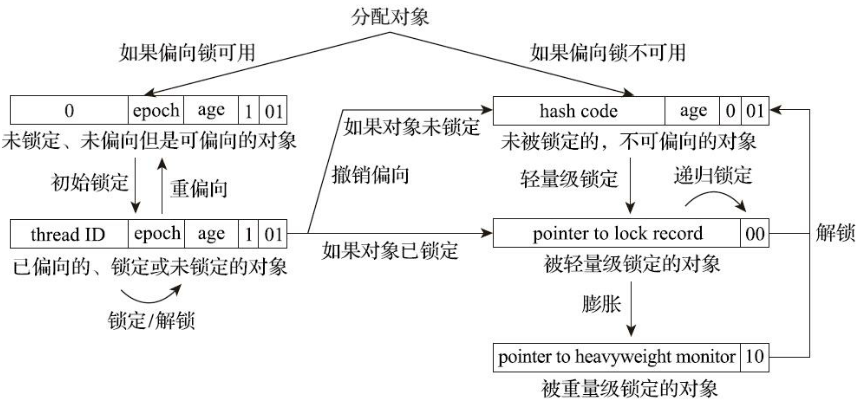 分配对象
如果偏向锁可用 如果偏向锁不可用
0 epoch age 1 01
hash code age 0 01
未锁定、未偏向但是可偏向的对象
如果对象未锁定
未被锁定的，不可偏向的对象
初始锁定 重偏向
撤销偏向
轻量级锁定 递归锁定
thread ID epoch age 1 01
pointer to lock record 00
解锁
已偏向的、锁定或未锁定的对象
如果对象已锁定
被轻量级锁定的对象
锁定/解锁
膨胀
pointer to heavyweight monitor 10
被重量级锁定的对象